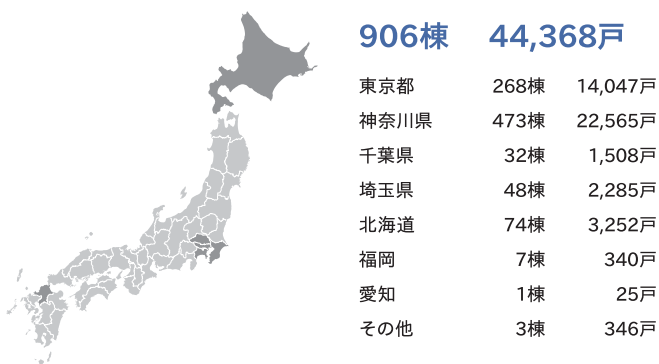 906棟 44,368戸
東京都 268棟 14,047戸
神奈川県 473棟 22,565戸
千葉県 32棟 1,508戸
埼玉県 48棟 2,285戸
北海道 74棟 3,252戸
福岡 7棟 340戸
愛知 1棟 25戸
その他 3棟 346戸